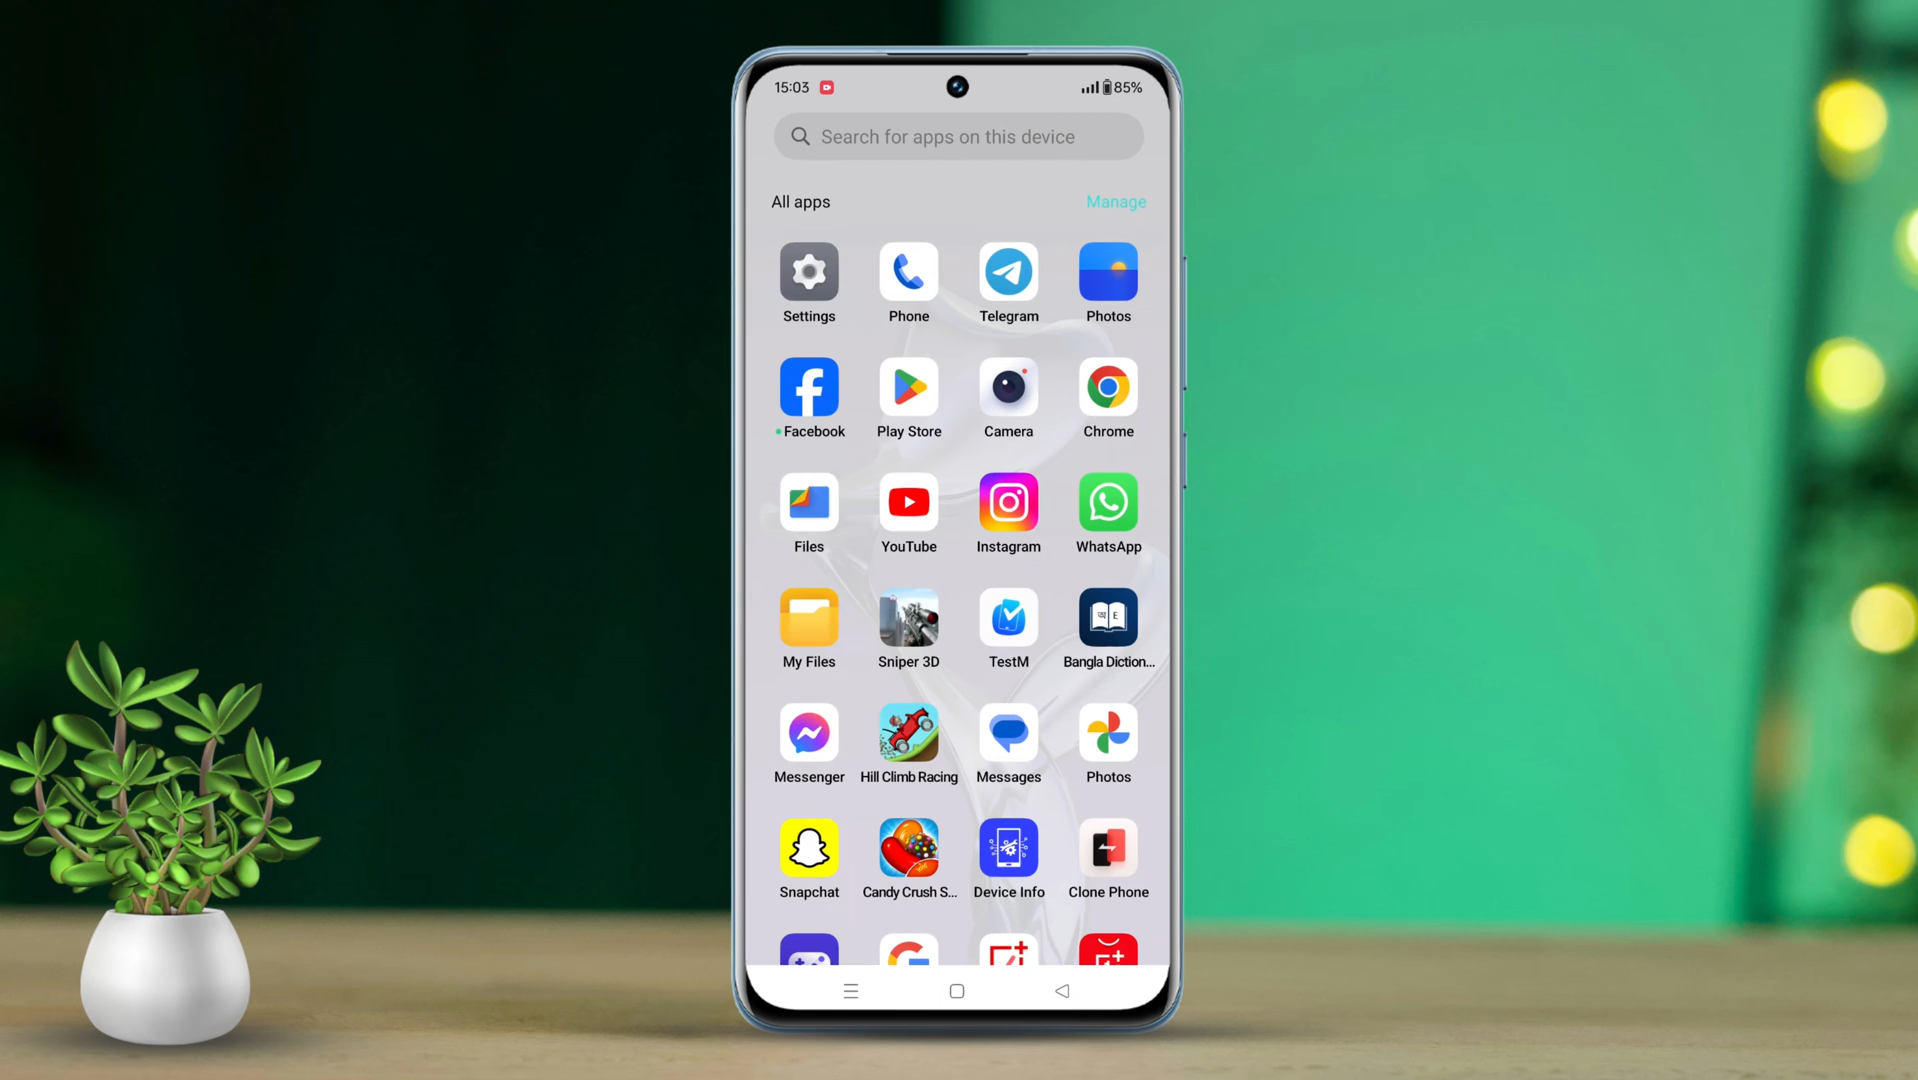 15:03 85%
Search for apps on this device
All apps Manage
Settings Phone Telegram Photos
Facebook Play Store Camera Chrome
Files YouTube Instagram WhatsApp
অ E
My Files Sniper 3D TestM Bangla Diction...
Messenger Hill Climb Racing Messages Photos
Snapchat Candy Crush S... Device Info Clone Phone